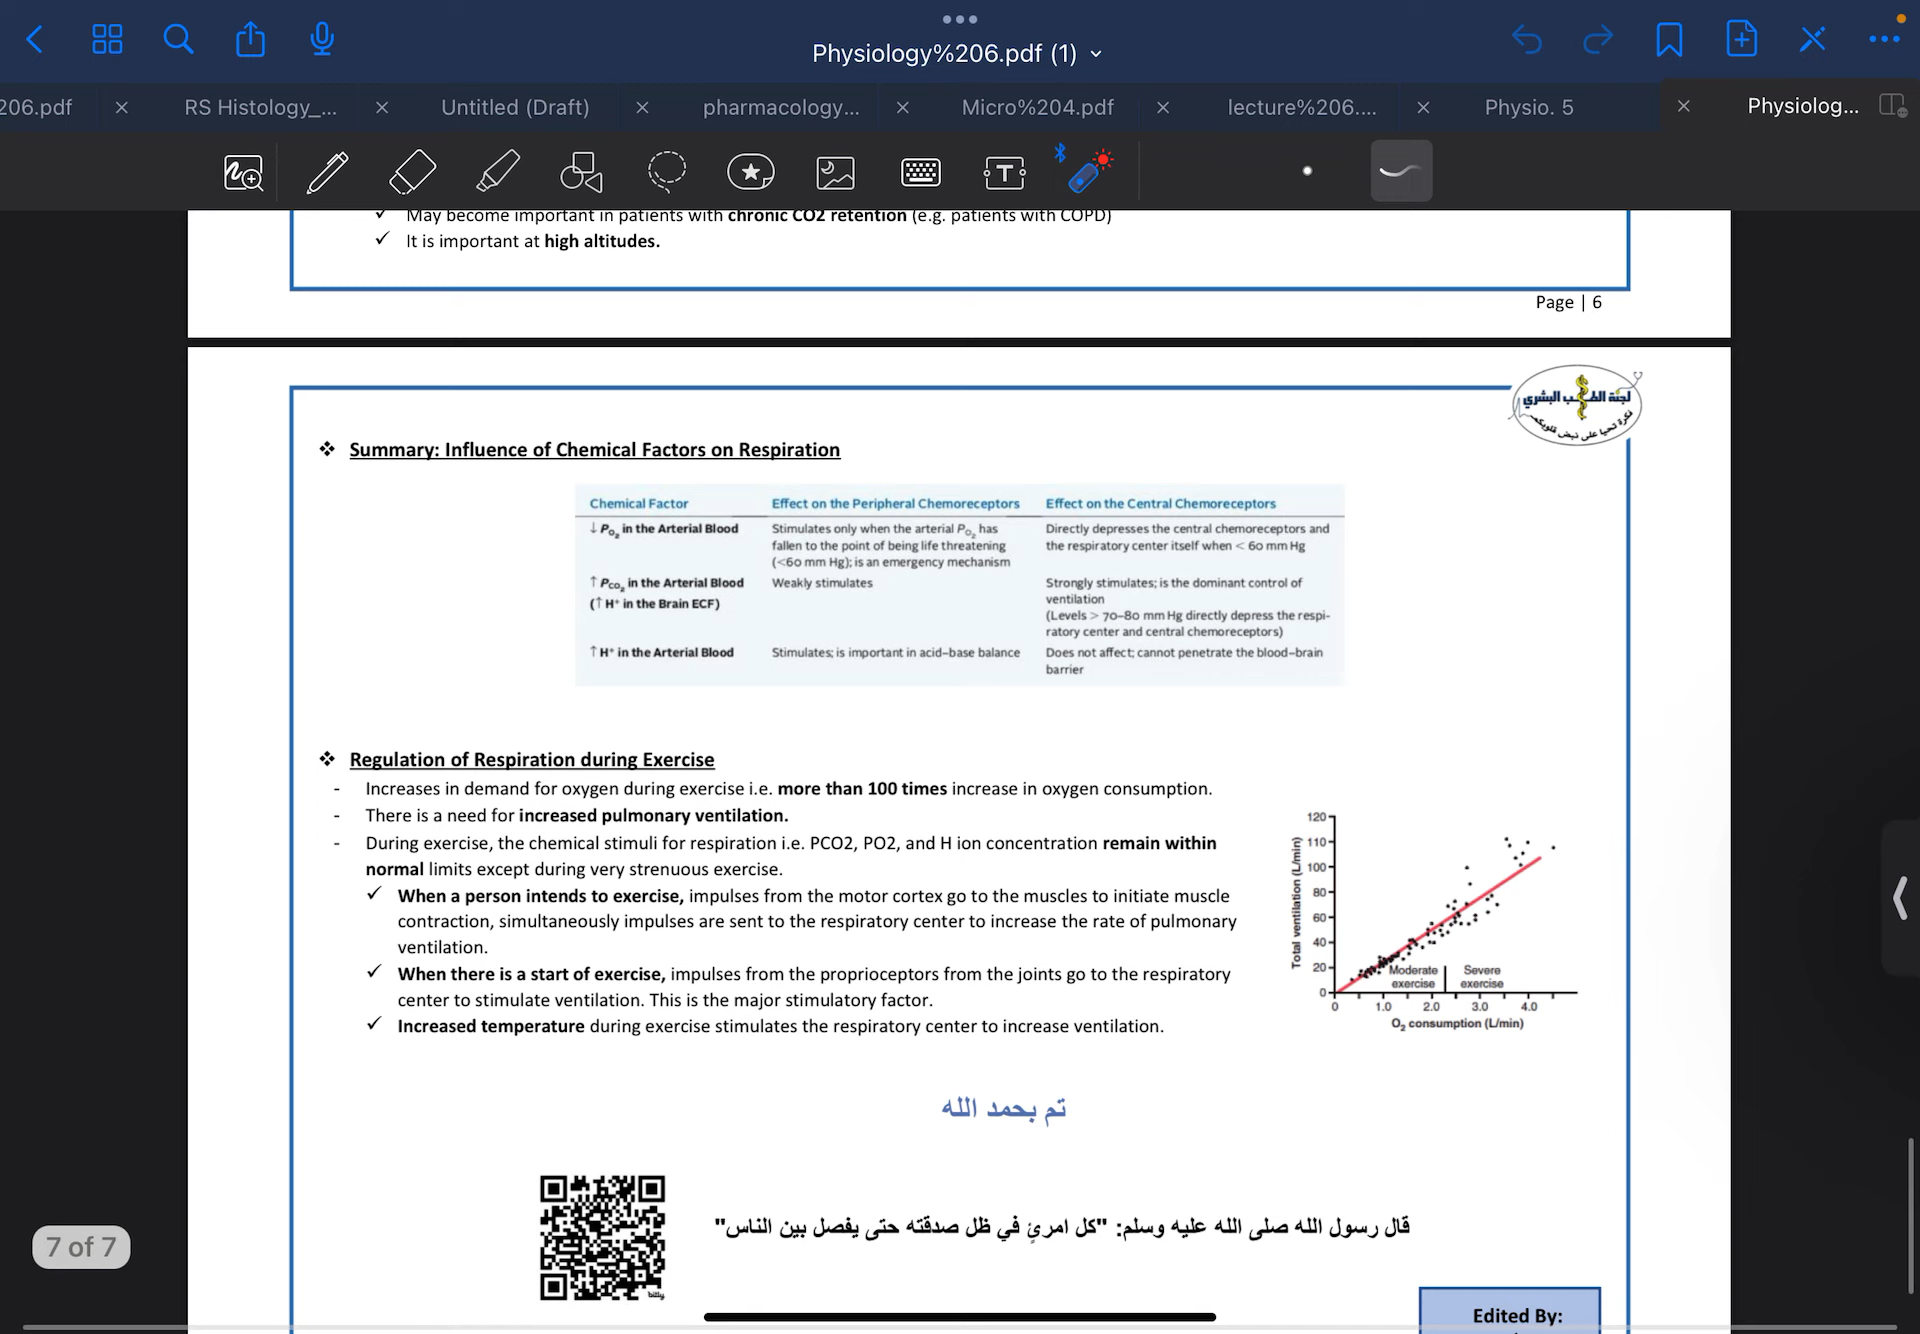 Physiology%206.pdf (1)
206.pdf
RS Histology_...
Untitled (Draft)
pharmacology...
Micro%204.pdf
lecture%206....
Physio. 5
Physiolog...
May become important in patients with chronic CO2 retention (e.g. patients with COPD)
It is important at high altitudes.
Page | 6
لجنة الطب البشري
فكرة تحيا على نبض قلوبكم
Summary: Influence of Chemical Factors on Respiration
Chemical Factor Effect on the Peripheral Chemoreceptors Effect on the Central Chemoreceptors
↓ PO2 in the Arterial Blood Stimulates only when the arterial PO2 has Directly depresses the central chemoreceptors and
fallen to the point of being life threatening the respiratory center itself when < 60 mm Hg
(<60 mm Hg); is an emergency mechanism
↑ PCO2 in the Arterial Blood Weakly stimulates Strongly stimulates; is the dominant control of
(↑ H+ in the Brain ECF) ventilation
(Levels > 70–80 mm Hg directly depress the respi-
ratory center and central chemoreceptors)
↑ H+ in the Arterial Blood Stimulates; is important in acid–base balance Does not affect; cannot penetrate the blood–brain
barrier
Regulation of Respiration during Exercise
- Increases in demand for oxygen during exercise i.e. more than 100 times increase in oxygen consumption.
- There is a need for increased pulmonary ventilation.
- During exercise, the chemical stimuli for respiration i.e. PCO2, PO2, and H ion concentration remain within
normal limits except during very strenuous exercise.
When a person intends to exercise, impulses from the motor cortex go to the muscles to initiate muscle
contraction, simultaneously impulses are sent to the respiratory center to increase the rate of pulmonary
ventilation.
When there is a start of exercise, impulses from the proprioceptors from the joints go to the respiratory
center to stimulate ventilation. This is the major stimulatory factor.
Increased temperature during exercise stimulates the respiratory center to increase ventilation.
Total ventilation (L/min)
120
110
100
80
60
40
20
0
Moderate exercise
Severe exercise
0 1.0 2.0 3.0 4.0
O2 consumption (L/min)
تم بحمد الله
قال رسول الله صلى الله عليه وسلم: "كل امرئٍ في ظل صدقته حتى يفصل بين الناس"
bitly
7 of 7
Edited By: